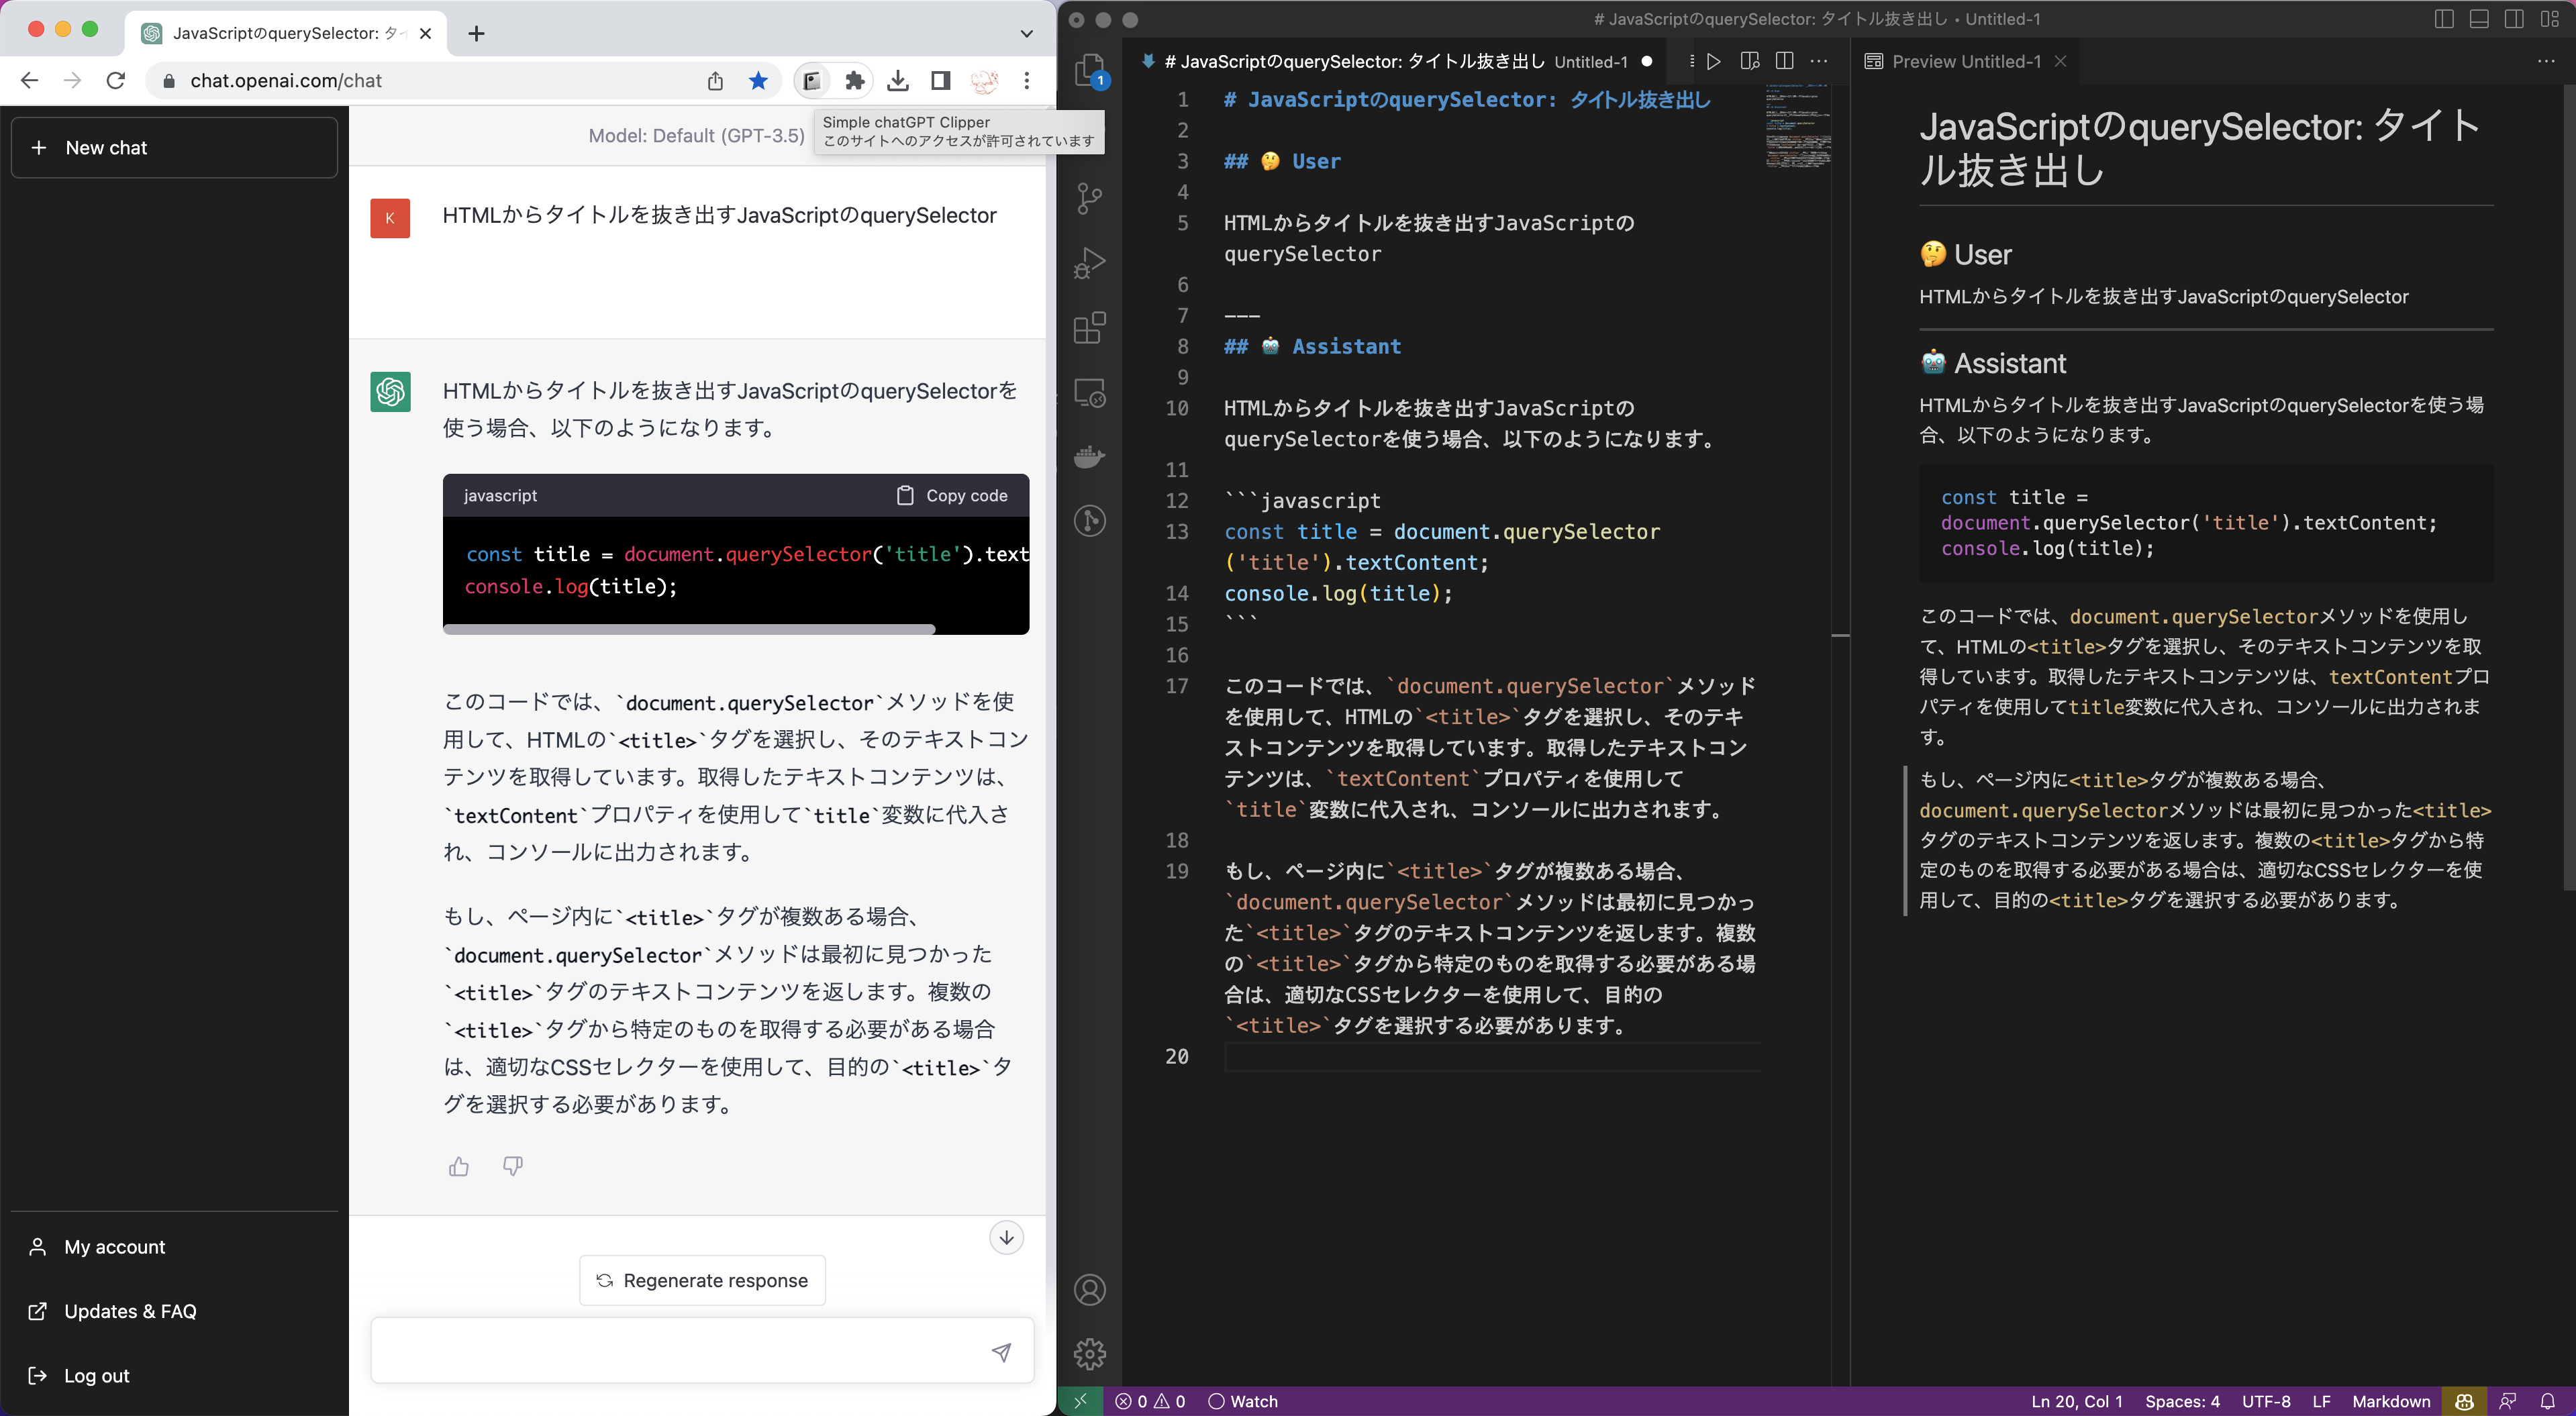 JavaScriptのquerySelector: タ
chat.openai.com/chat
New chat
Model: Default (GPT-3.5)
Simple chatGPT Clipper
このサイトへのアクセスが許可されています
K
HTMLからタイトルを抜き出すJavaScriptのquerySelector
HTMLからタイトルを抜き出すJavaScriptのquerySelectorを
使う場合、以下のようになります。
javascript
Copy code
const title = document.querySelector('title').text
console.log(title);
このコードでは、`document.querySelector`メソッドを使
用して、HTMLの`<title>`タグを選択し、そのテキストコン
テンツを取得しています。取得したテキストコンテンツは、
`textContent`プロパティを使用して`title`変数に代入さ
れ、コンソールに出力されます。
もし、ページ内に`<title>`タグが複数ある場合、
`document.querySelector`メソッドは最初に見つかった
`<title>`タグのテキストコンテンツを返します。複数の
`<title>`タグから特定のものを取得する必要がある場合
は、適切なCSSセレクターを使用して、目的の`<title>`タ
グを選択する必要があります。
Regenerate response
My account
Updates & FAQ
Log out
# JavaScriptのquerySelector: タイトル抜き出し • Untitled-1
1
# JavaScriptのquerySelector: タイトル抜き出し Untitled-1
1 # JavaScriptのquerySelector: タイトル抜き出し
2
3 ## 🤔 User
4
5 HTMLからタイトルを抜き出すJavaScriptの
querySelector
6
7 ---
8 ## 🤖 Assistant
9
10 HTMLからタイトルを抜き出すJavaScriptの
querySelectorを使う場合、以下のようになります。
11
12 ```javascript
13 const title = document.querySelector
('title').textContent;
14 console.log(title);
15 ```
16
17 このコードでは、`document.querySelector`メソッド
を使用して、HTMLの`<title>`タグを選択し、そのテキ
ストコンテンツを取得しています。取得したテキストコン
テンツは、`textContent`プロパティを使用して
`title`変数に代入され、コンソールに出力されます。
18
19 もし、ページ内に`<title>`タグが複数ある場合、
`document.querySelector`メソッドは最初に見つかっ
た`<title>`タグのテキストコンテンツを返します。複数
の`<title>`タグから特定のものを取得する必要がある場
合は、適切なCSSセレクターを使用して、目的の
`<title>`タグを選択する必要があります。
20
Preview Untitled-1
JavaScriptのquerySelector: タイト
ル抜き出し
🤔 User
HTMLからタイトルを抜き出すJavaScriptのquerySelector
🤖 Assistant
HTMLからタイトルを抜き出すJavaScriptのquerySelectorを使う場
合、以下のようになります。
const title =
document.querySelector('title').textContent;
console.log(title);
このコードでは、document.querySelectorメソッドを使用し
て、HTMLの<title>タグを選択し、そのテキストコンテンツを取
得しています。取得したテキストコンテンツは、textContentプロ
パティを使用してtitle変数に代入され、コンソールに出力されま
す。
もし、ページ内に<title>タグが複数ある場合、
document.querySelectorメソッドは最初に見つかった<title>
タグのテキストコンテンツを返します。複数の<title>タグから特
定のものを取得する必要がある場合は、適切なCSSセレクターを使
用して、目的の<title>タグを選択する必要があります。
0 0 Watch
Ln 20, Col 1 Spaces: 4 UTF-8 LF Markdown